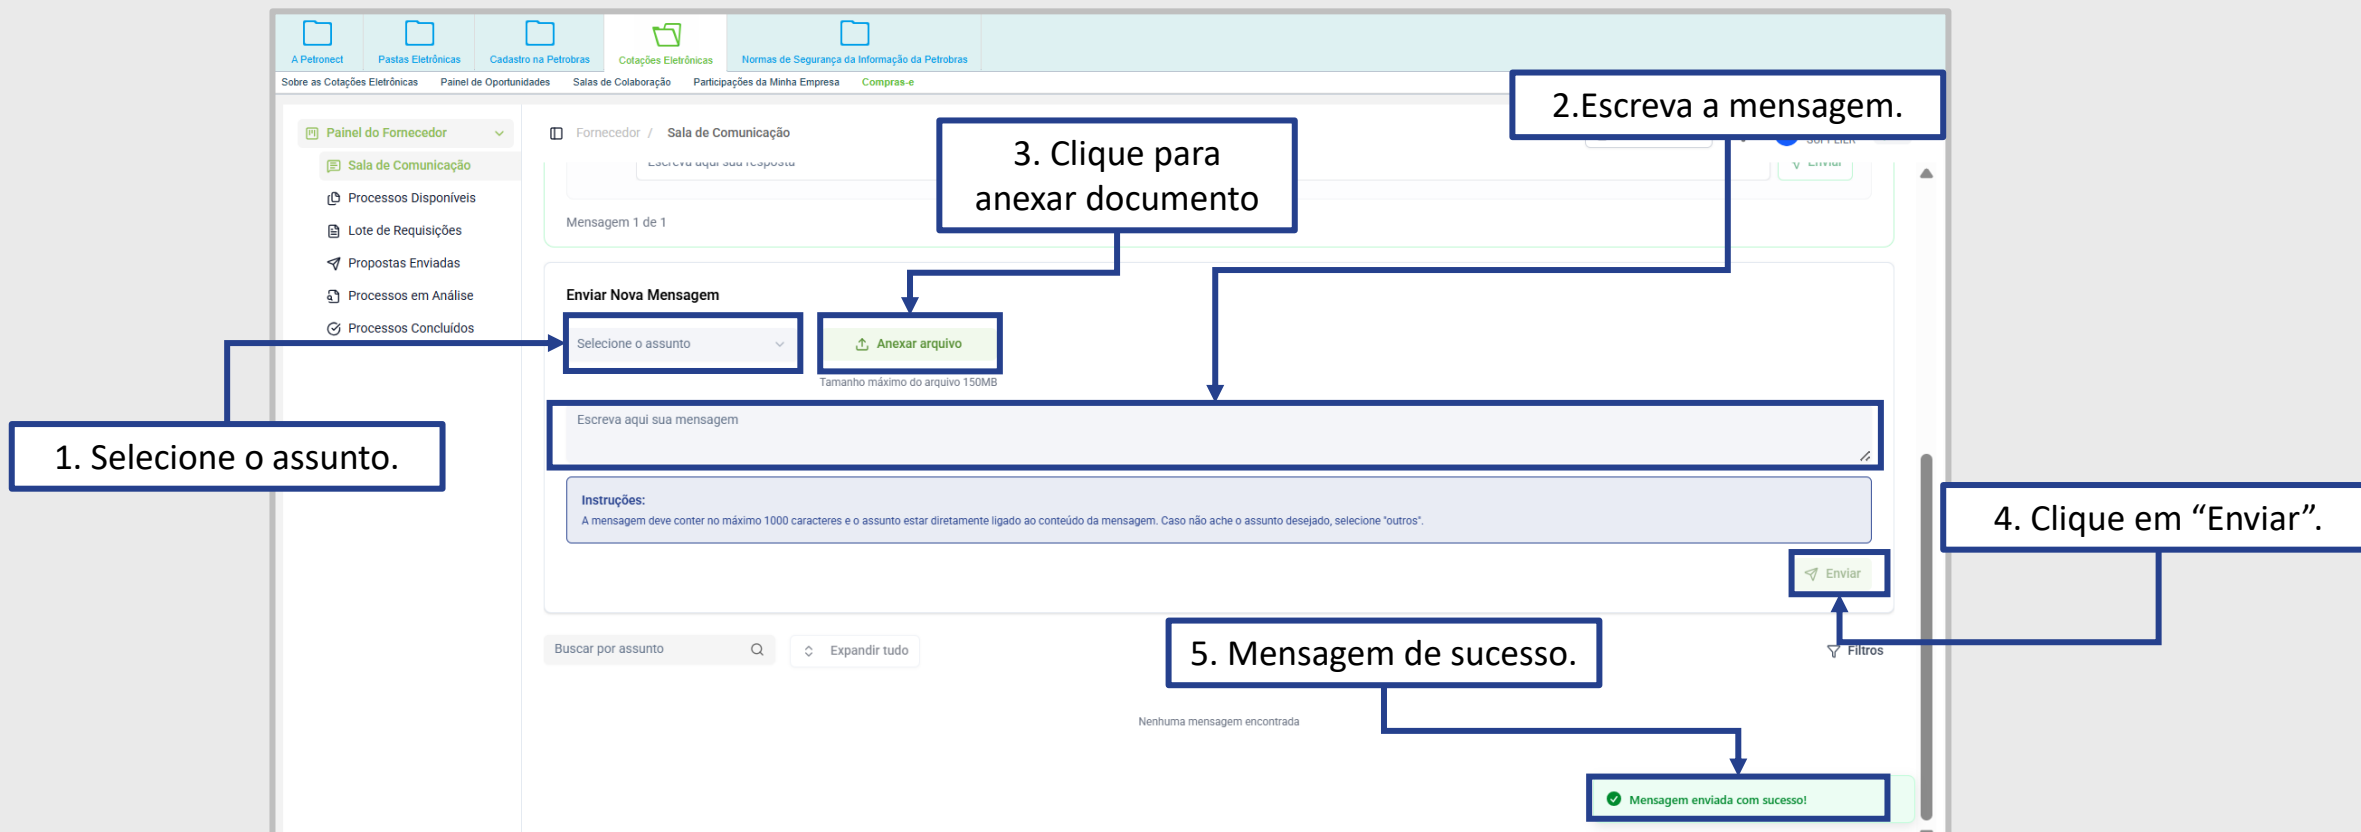 A Petronect
Pastas Eletrônicas
Cadastro na Petrobras
Cotações Eletrônicas
Normas de Segurança da Informação da Petrobras
Sobre as Cotações Eletrônicas
Painel de Oportunidades
Salas de Colaboração
Participações da Minha Empresa
Compras-e
2.Escreva a mensagem.
Painel do Fornecedor
Fornecedor / Sala de Comunicação
SUPPLIER
3. Clique para
anexar documento
Sala de Comunicação
Escreva aqui sua resposta
Enviar
Processos Disponíveis
Mensagem 1 de 1
Lote de Requisições
Propostas Enviadas
Processos em Análise
Processos Concluídos
Enviar Nova Mensagem
Selecione o assunto
Anexar arquivo
Tamanho máximo do arquivo 150MB
Escreva aqui sua mensagem
1. Selecione o assunto.
Instruções:
A mensagem deve conter no máximo 1000 caracteres e o assunto estar diretamente ligado ao conteúdo da mensagem. Caso não ache o assunto desejado, selecione "outros".
4. Clique em “Enviar”.
Enviar
Buscar por assunto
Expandir tudo
5. Mensagem de sucesso.
Filtros
Nenhuma mensagem encontrada
Mensagem enviada com sucesso!